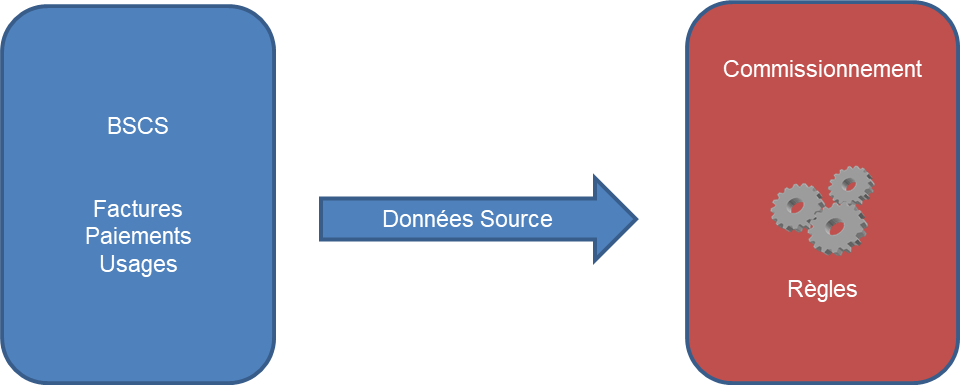 BSCS
Factures
Paiements
Usages
Données Source
Commissionnement
Règles